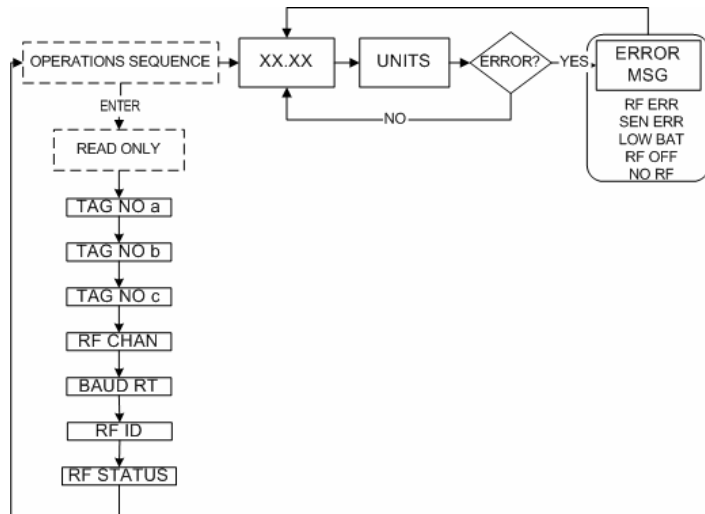 OPERATIONS SEQUENCE
XX.XX
UNITS
ERROR?
YES
ERROR
MSG
RF ERR
SEN ERR
LOW BAT
RF OFF
NO RF
NO
ENTER
READ ONLY
TAG NO a
TAG NO b
TAG NO c
RF CHAN
BAUD RT
RF ID
RF STATUS